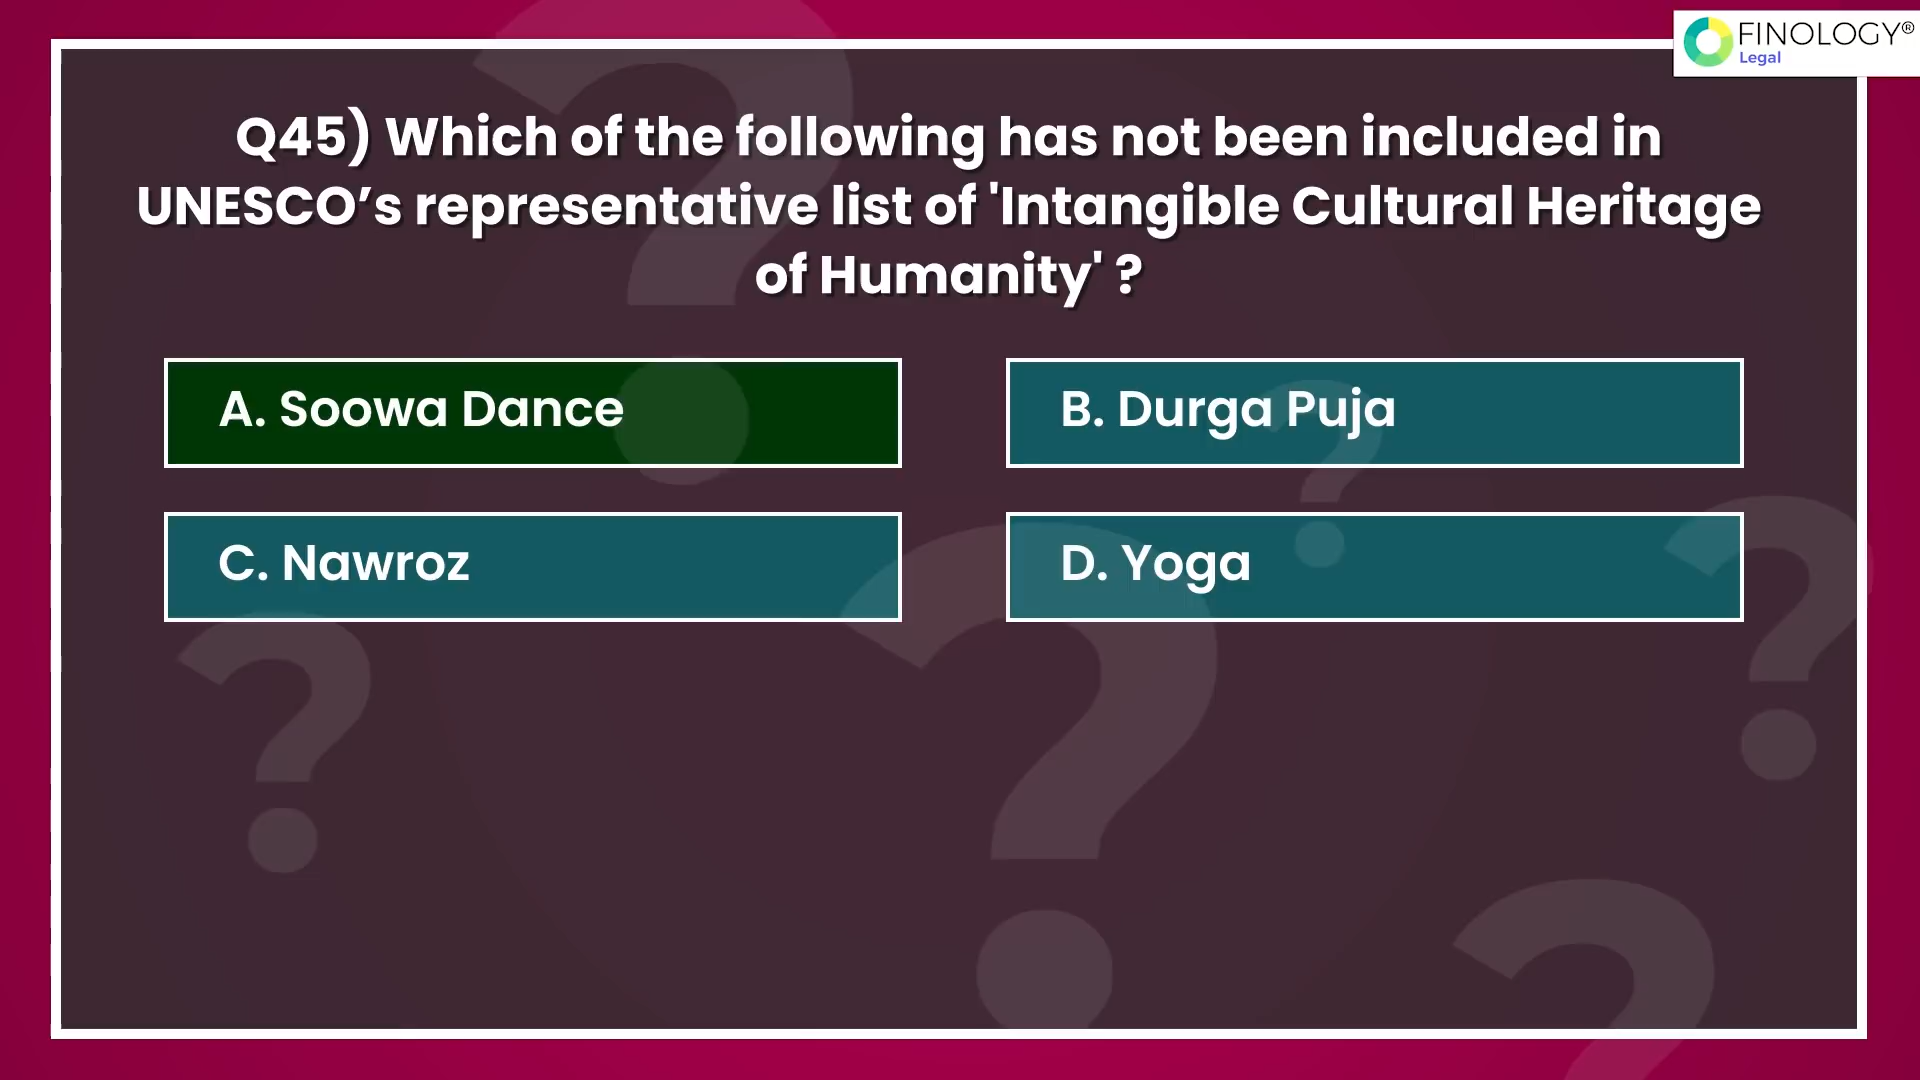 FINOLOGY®
Legal
Q45) Which of the following has not been included in
UNESCO’s representative list of 'Intangible Cultural Heritage
of Humanity' ?
A. Soowa Dance
B. Durga Puja
C. Nawroz
D. Yoga